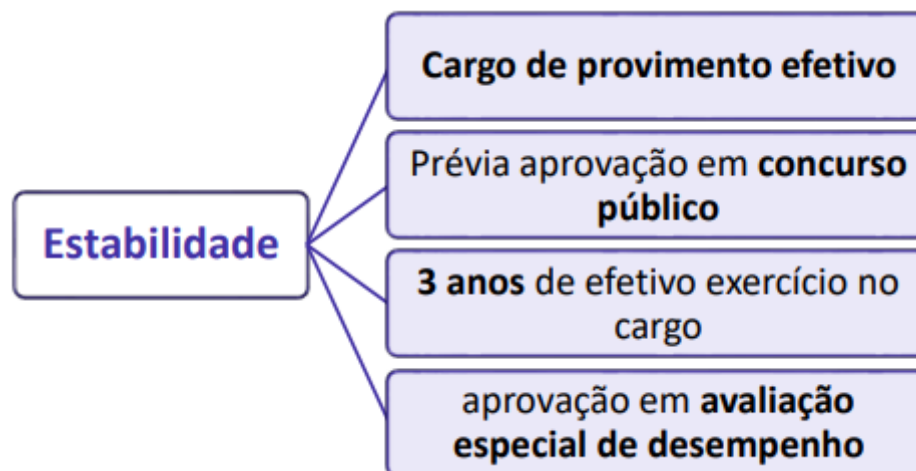 Estabilidade
Cargo de provimento efetivo
Prévia aprovação em concurso
público
3 anos de efetivo exercício no
cargo
aprovação em avaliação
especial de desempenho